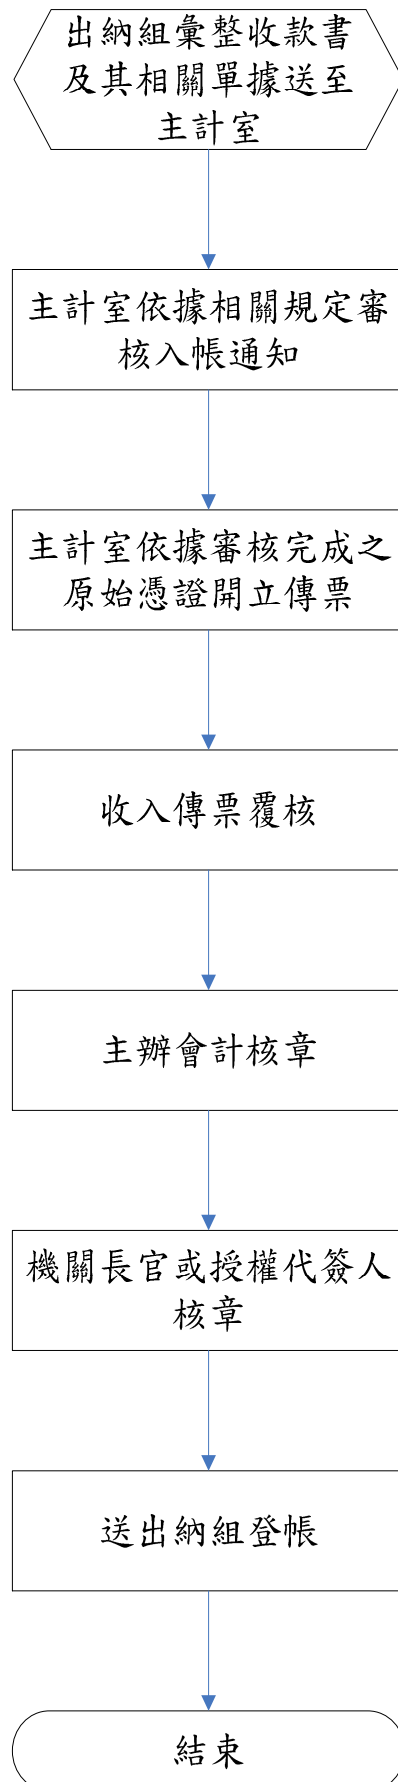 出納組彙整收款書
及其相關單據送至
主計室
主計室依據相關規定審
核入帳通知
主計室依據審核完成之
原始憑證開立傳票
收入傳票覆核
主辦會計核章
機關長官或授權代簽人
核章
送出納組登帳
結束